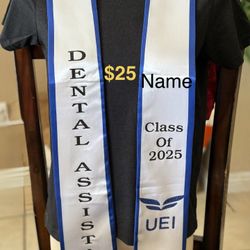 DENTAL ASSIST
$25
Name
Class
Of
2025
UEI